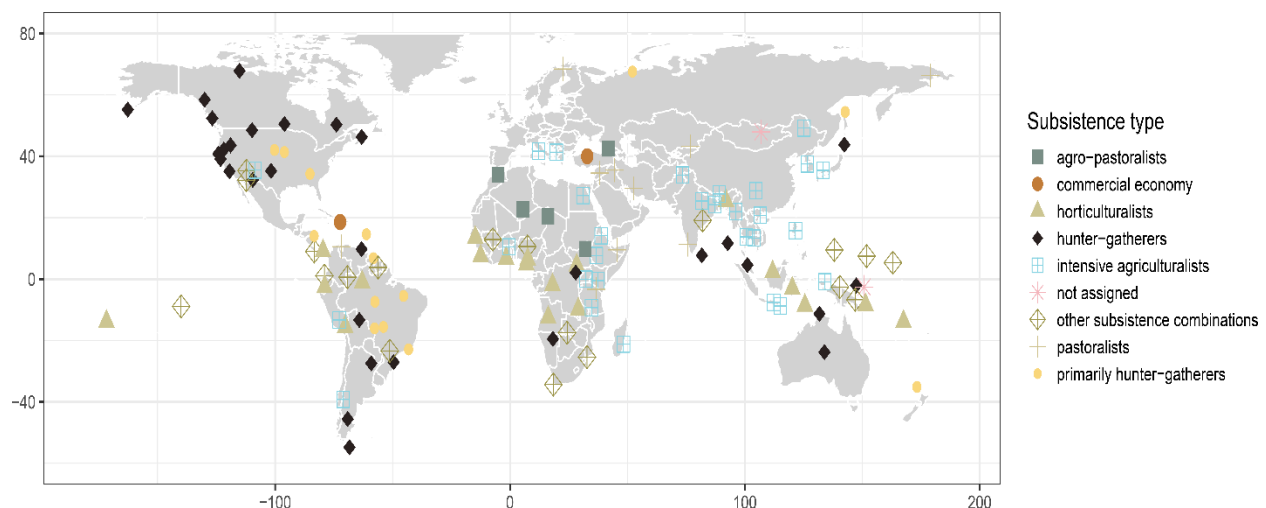 80
40
0
−40
−100
0
100
200
Subsistence type
agro−pastoralists
commercial economy
horticulturalists
hunter−gatherers
intensive agriculturalists
not assigned
other subsistence combinations
pastoralists
primarily hunter−gatherers